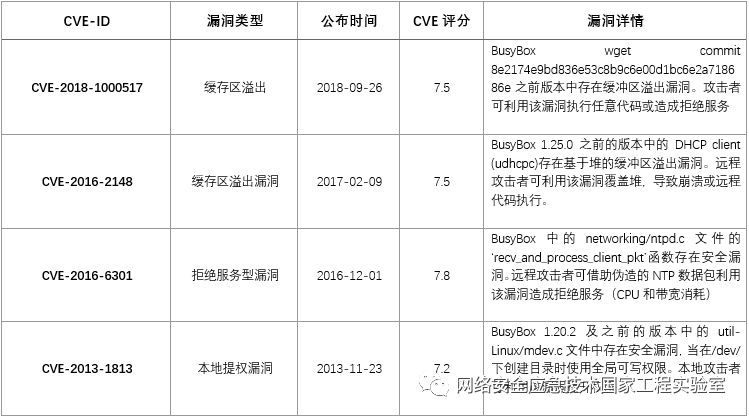 CVE-ID 漏洞类型 公布时间 CVE 评分 漏洞详情
BusyBox wget commit
8e2174e9bd836e53c8b9c6e00d1bc6e2a7186
CVE-2018-1000517 缓存区溢出 2018-09-26 7.5 86e 之前版本中存在缓冲区溢出漏洞。攻击者
可利用该漏洞执行任意代码或造成拒绝服务
BusyBox 1.25.0 之前的版本中的 DHCP client
(udhcpc)存在基于堆的缓冲区溢出漏洞。远程
CVE-2016-2148 缓存区溢出漏洞 2017-02-09 7.5 攻击者可利用该漏洞覆盖堆, 导致崩溃或远程
代码执行。
BusyBox 中的 networking/ntpd.c 文件的
'recv_and_process_client_pkt'函数存在安全漏
CVE-2016-6301 拒绝服务型漏洞 2016-12-01 7.8 洞。远程攻击者可借助伪造的 NTP 数据包利用
该漏洞造成拒绝服务（CPU 和带宽消耗）
BusyBox 1.20.2 及之前的版本中的 util-
Linux/mdev.c 文件中存在安全漏洞, 当在/dev/
CVE-2013-1813 本地提权漏洞 2013-11-23 7.2 下创建目录时使用全局可写权限。本地攻击者
网络安全应急技术国家工程实验室